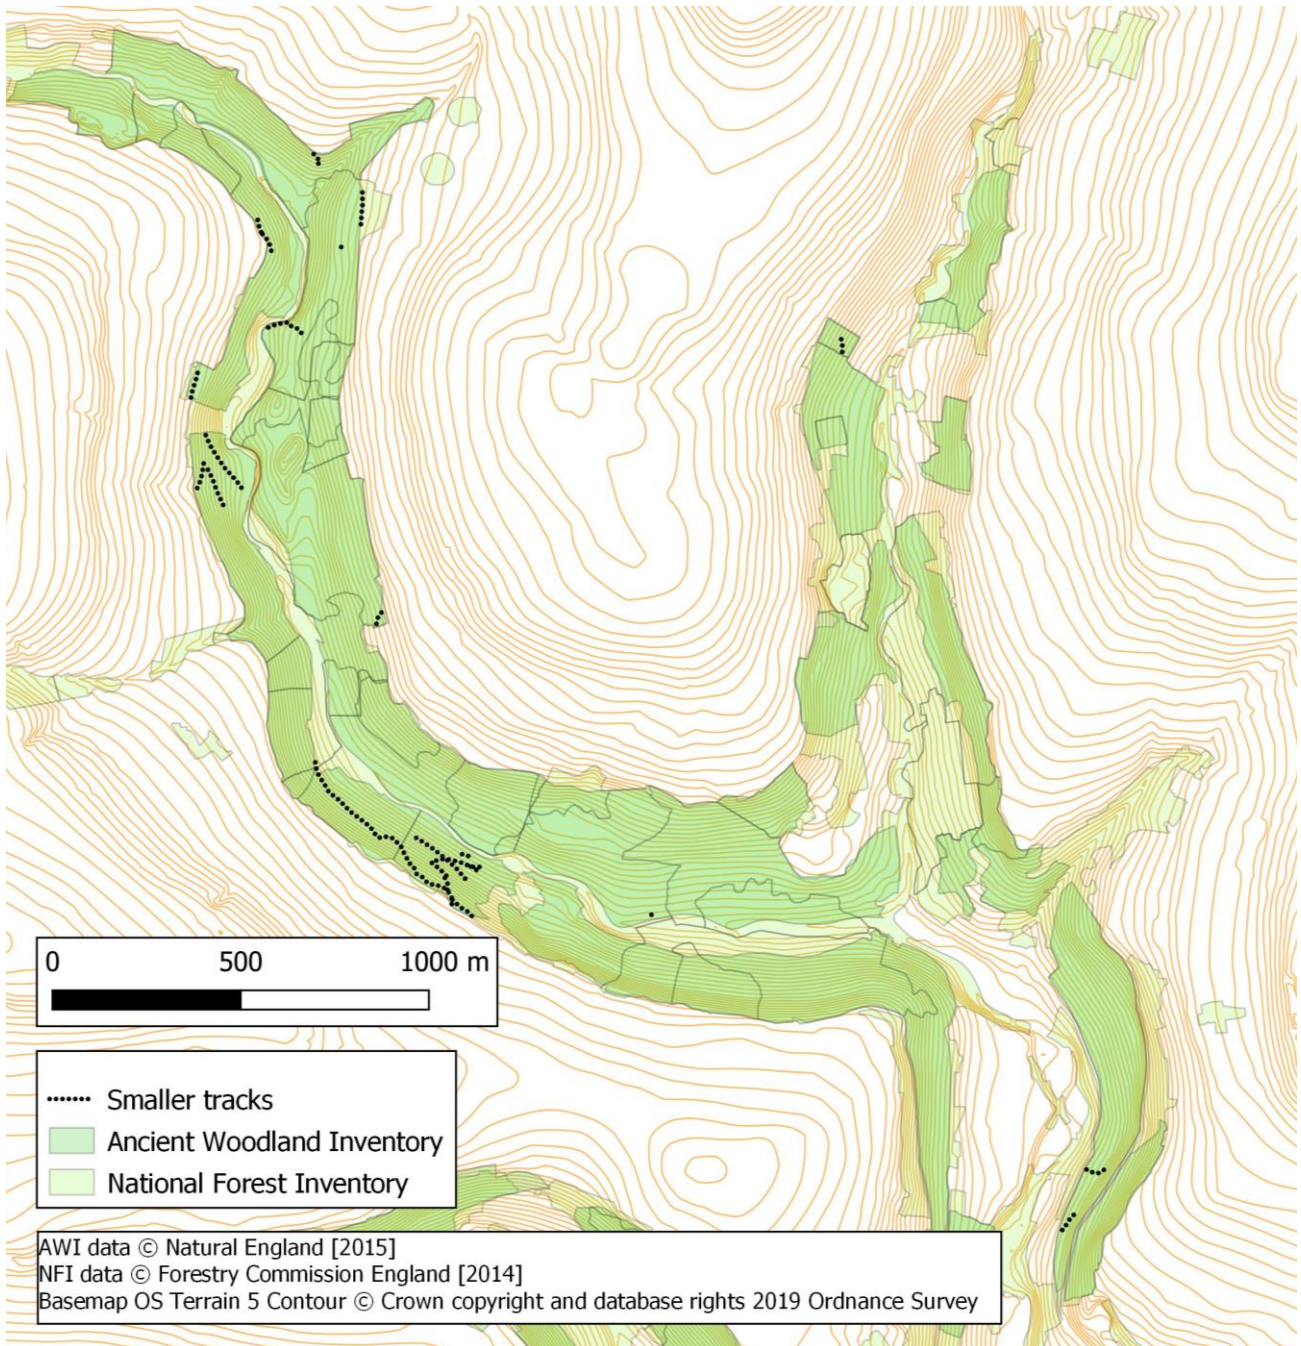 0 500 1000 m
Smaller tracks
Ancient Woodland Inventory
National Forest Inventory
AWI data © Natural England [2015]
NFI data © Forestry Commission England [2014]
Basemap OS Terrain 5 Contour © Crown copyright and database rights 2019 Ordnance Survey